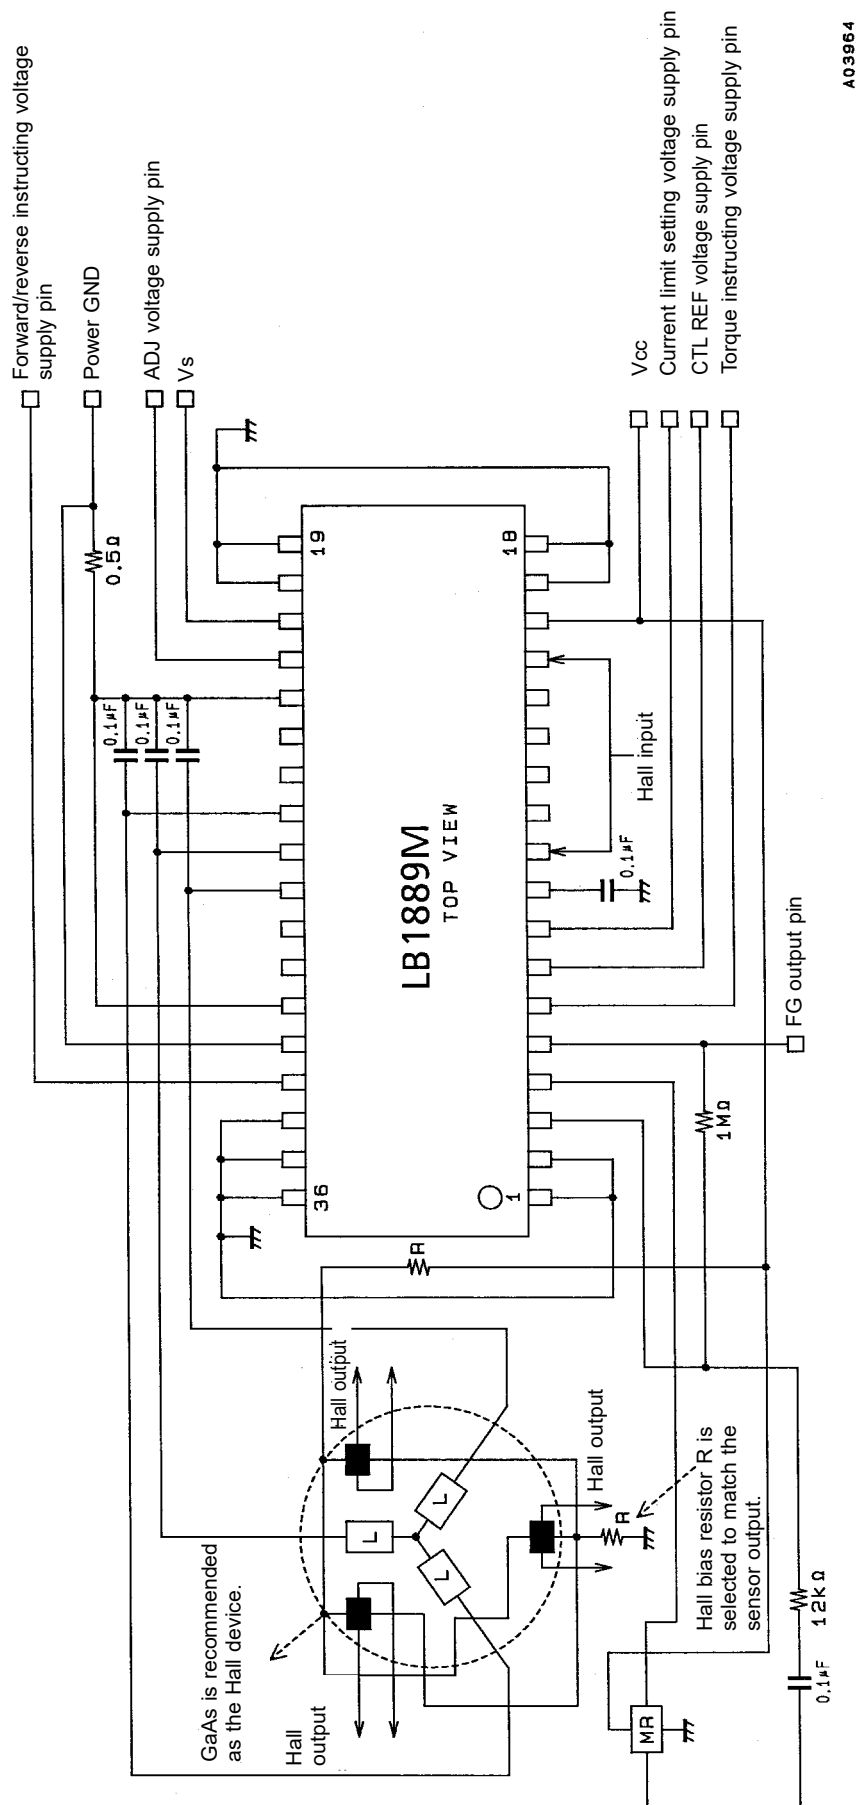 Forward/reverse instructing voltage
supply pin
Power GND
ADJ voltage supply pin
Vs
0.5Ω
0.1μF
0.1μF
0.1μF
19
18
36
1
LB1889M
TOP VIEW
Hall input
0.1μF
Vcc
Current limit setting voltage supply pin
CTL REF voltage supply pin
Torque instructing voltage supply pin
FG output pin
1MΩ
R
Hall output
L
L
L
Hall output
R
Hall
output
GaAs is recommended
as the Hall device.
Hall bias resistor R is
selected to match the
sensor output.
MR
12kΩ
0.1μF
A03964